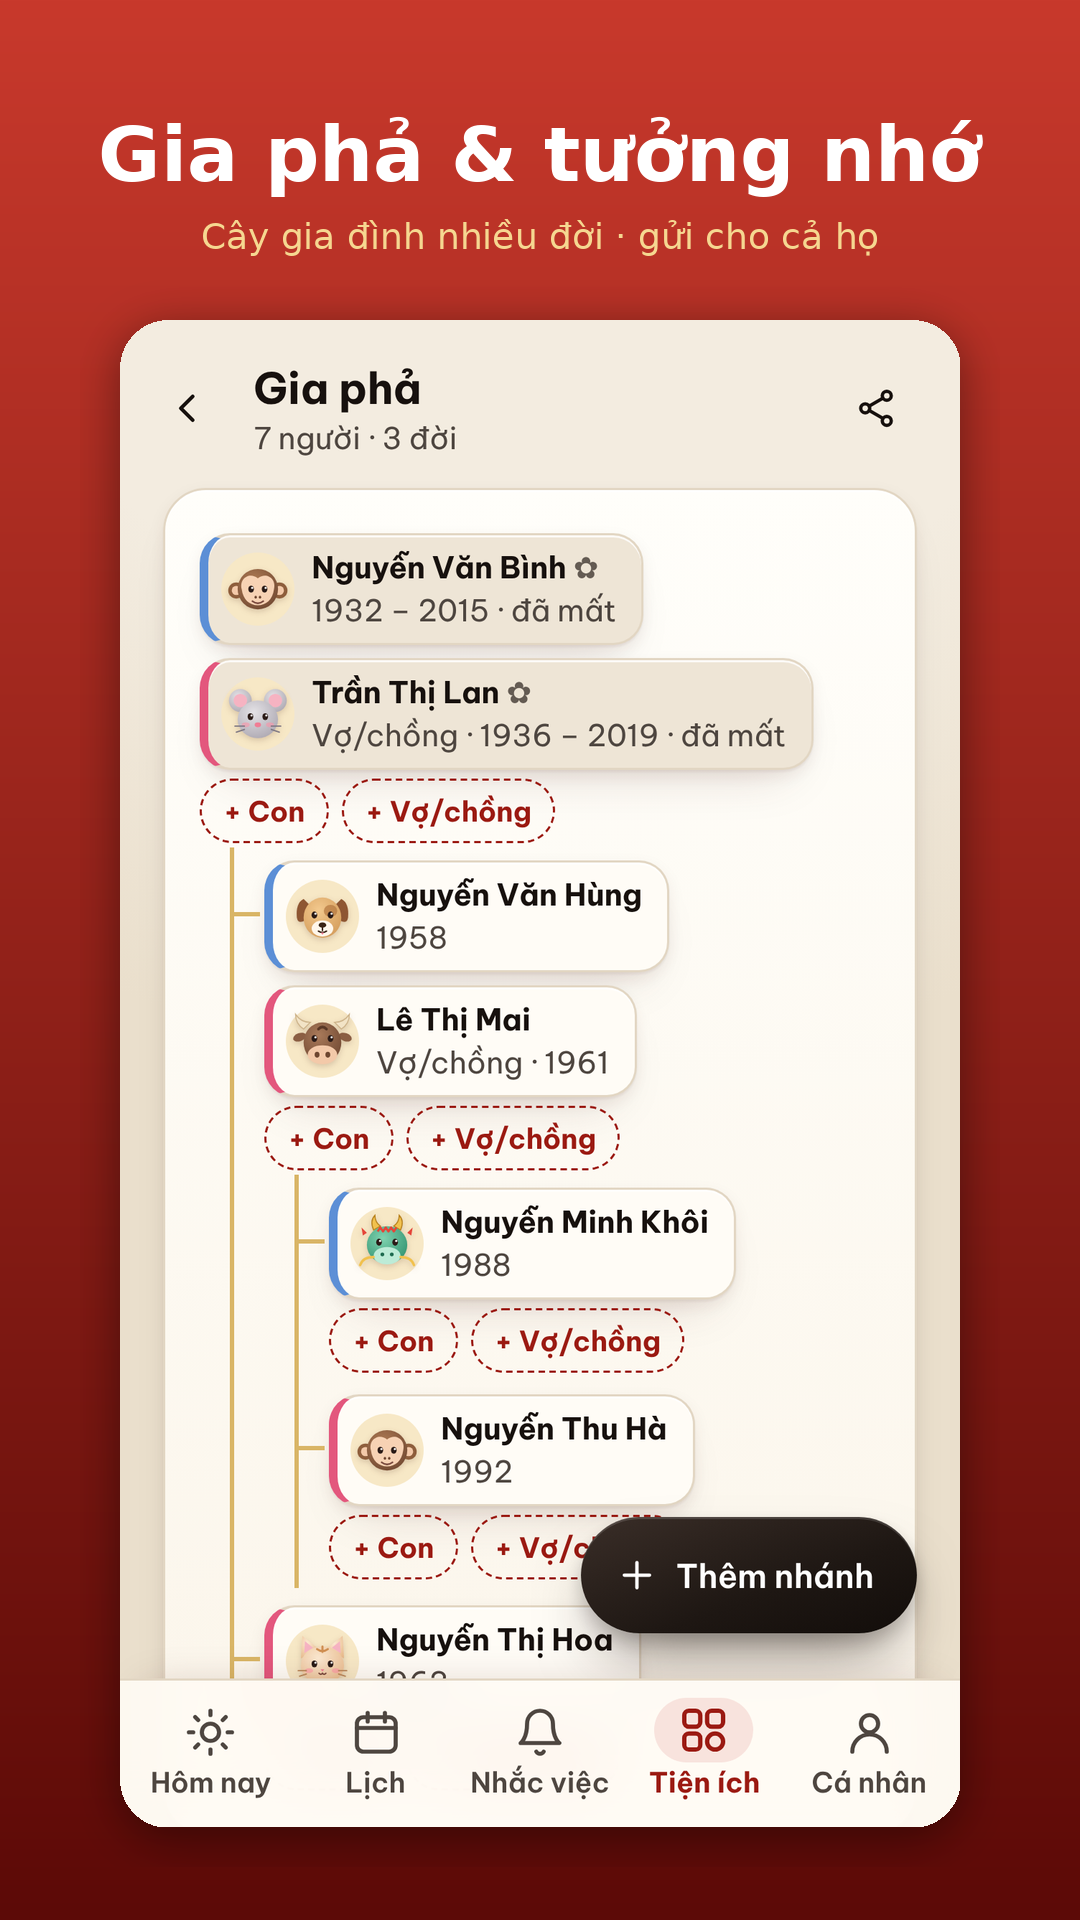 Gia phả & tưởng nhớ
Cây gia đình nhiều đời · gửi cho cả họ
Gia phả
7 người · 3 đời
Nguyễn Văn Bình ✿
1932 – 2015 · đã mất
Trần Thị Lan ✿
Vợ/chồng · 1936 – 2019 · đã mất
+ Con + Vợ/chồng
Nguyễn Văn Hùng
1958
Lê Thị Mai
Vợ/chồng · 1961
+ Con + Vợ/chồng
Nguyễn Minh Khôi
1988
+ Con + Vợ/chồng
Nguyễn Thu Hà
1992
+ Con
Thêm nhánh
Nguyễn Thị Hoa
Hôm nay Lịch Nhắc việc Tiện ích Cá nhân